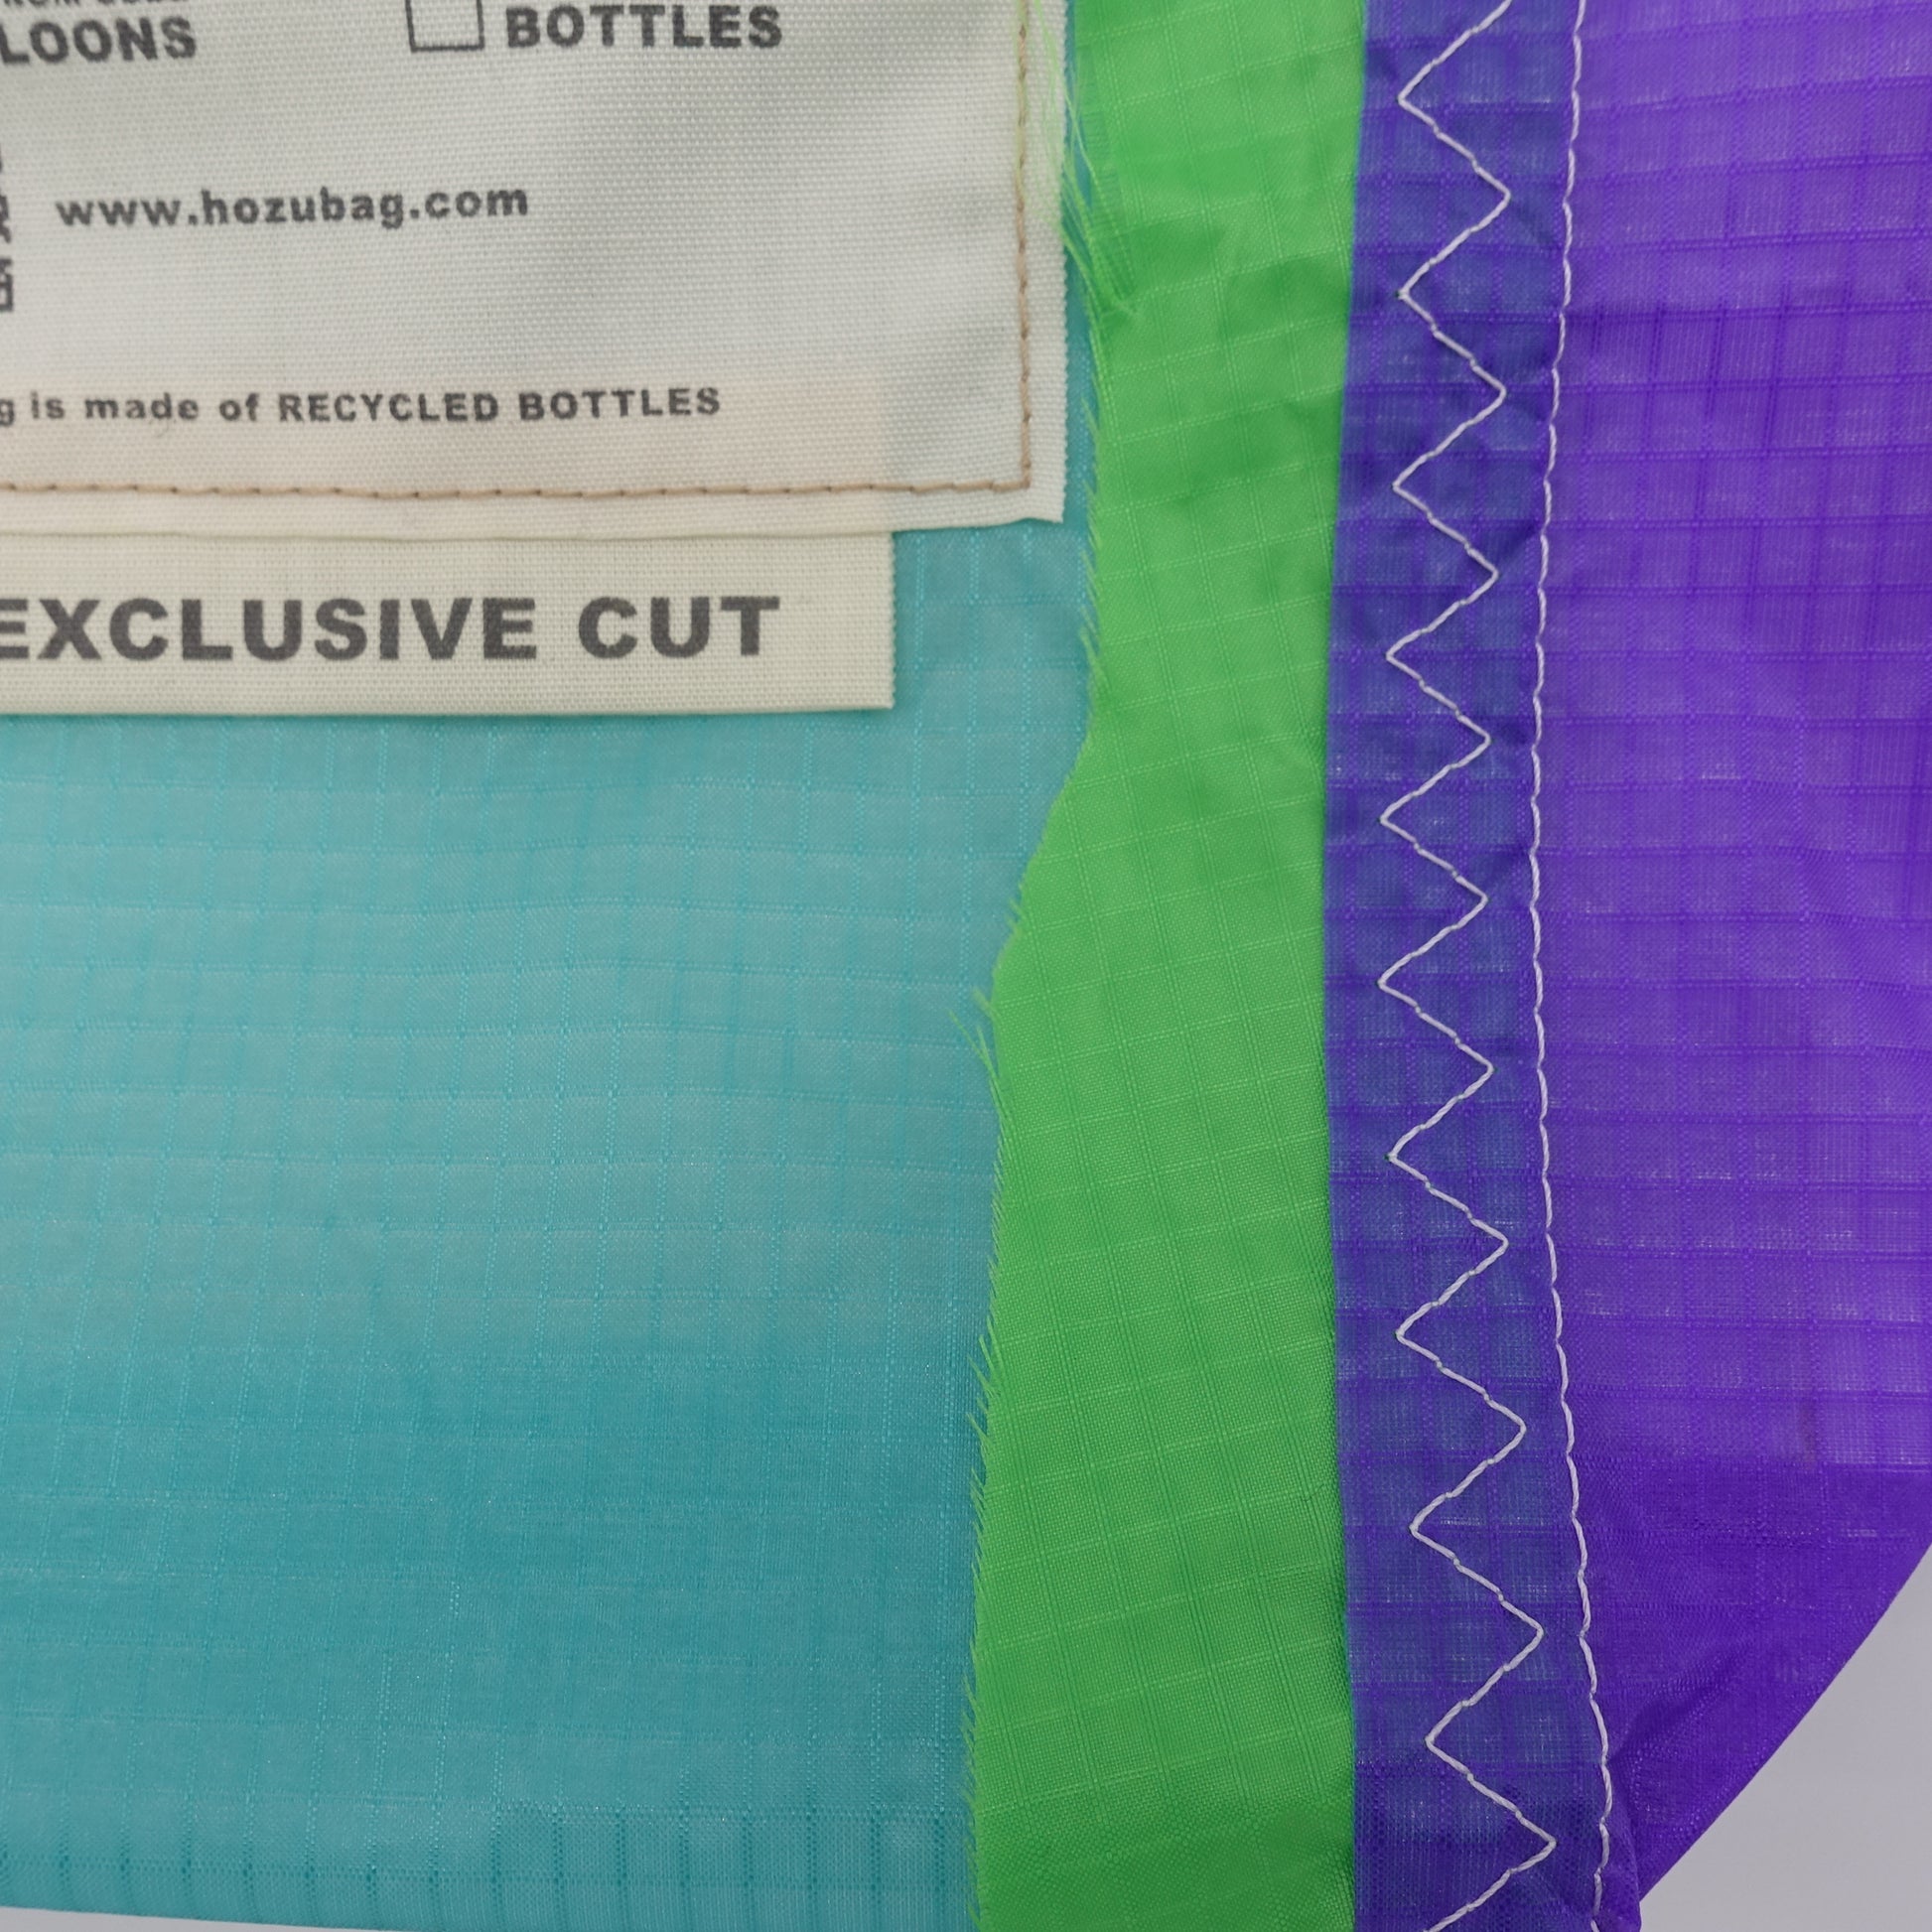 LOONS
BOTTLES
www.hozubag.com
g is made of RECYCLED BOTTLES
EXCLUSIVE CUT